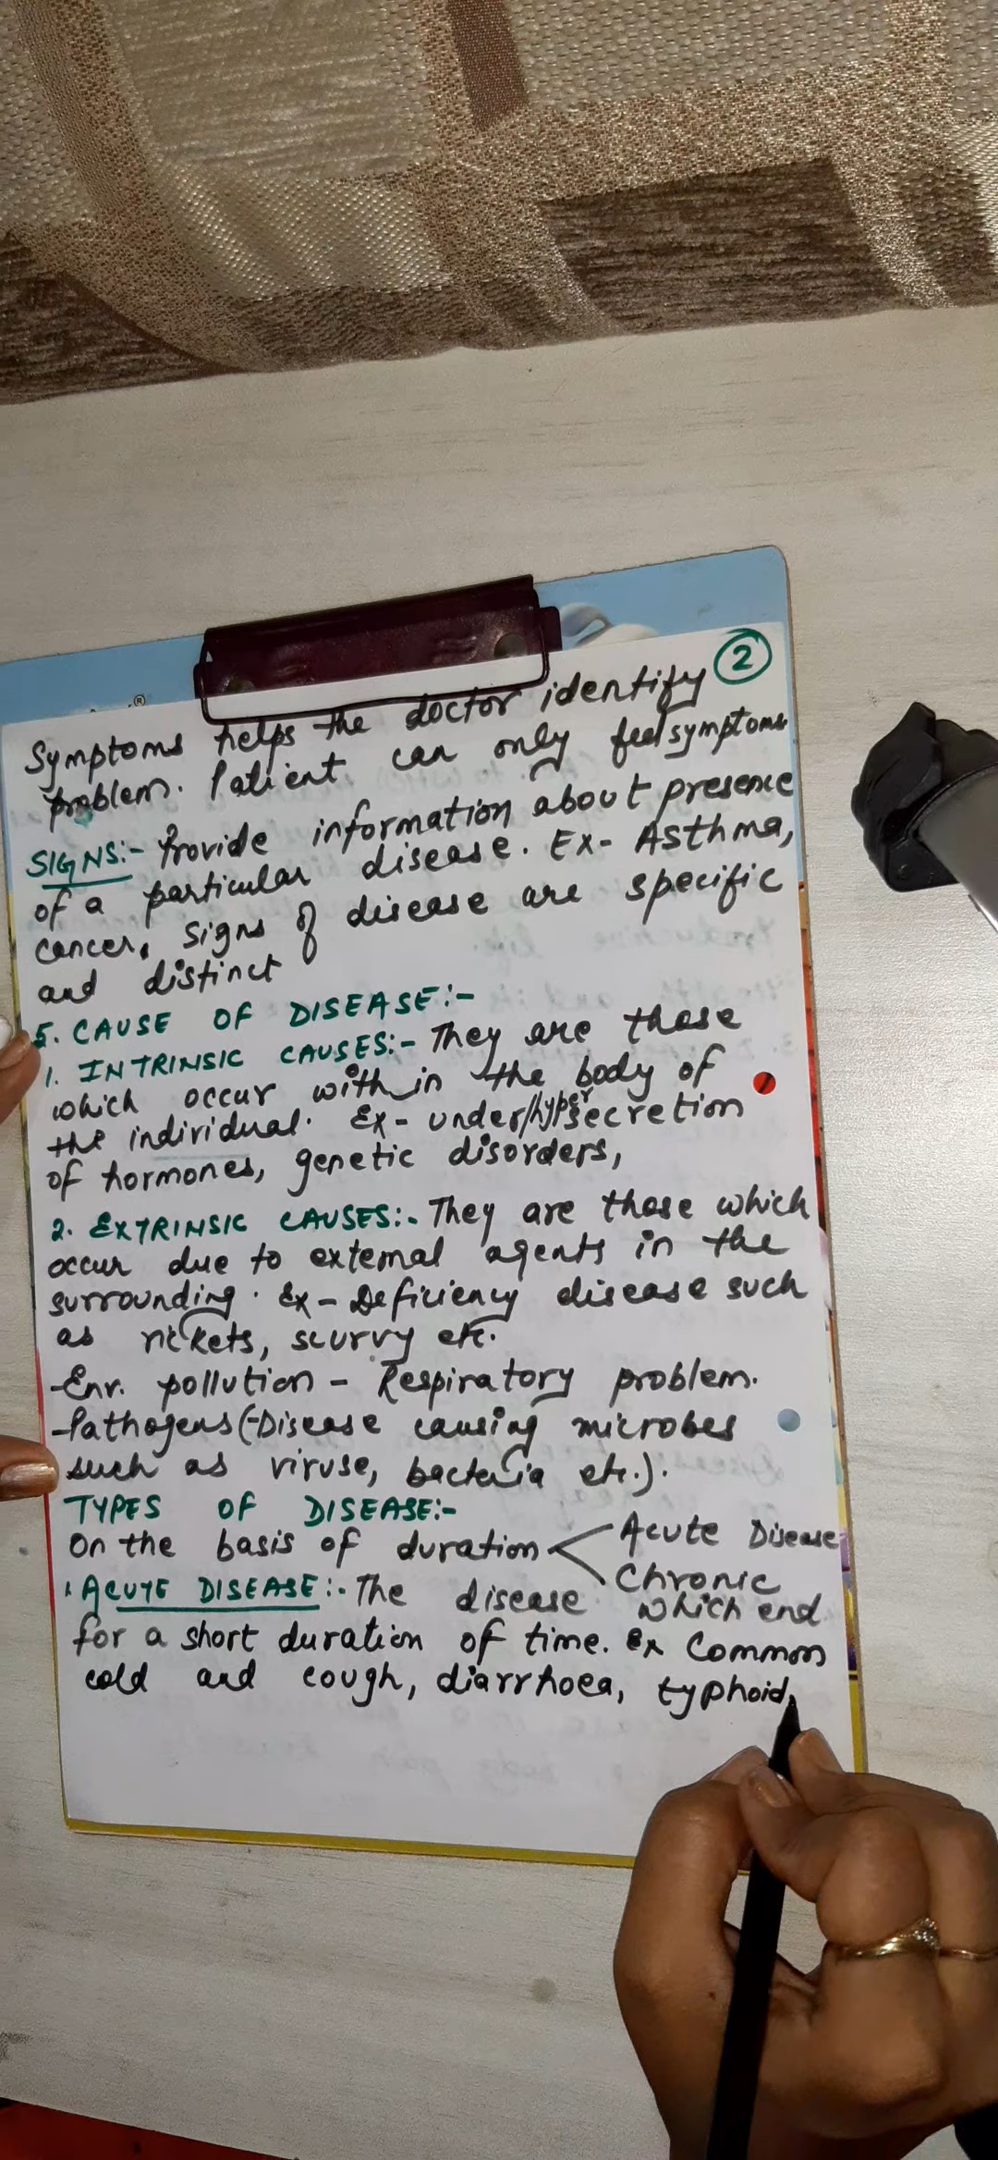 2
Symptoms helps the doctor identify
problem. Patient can only feel symptoms
SIGNS:- Provide information about presence
of a particular disease. Ex- Asthma,
cancer, signs of disease are specific
and distinct
5. CAUSE OF DISEASE:-
1. INTRINSIC CAUSES:- They are those
which occur within the body of
the individual. Ex- under/hypersecretion
of hormones, genetic disorders,
2. EXTRINSIC CAUSES:- They are those which
occur due to external agents in the
surrounding. Ex- Deficiency disease such
as rickets, scurvy etc.
-Env. pollution - Respiratory problem.
-Pathogens (-Disease causing microbes
such as viruse, bacteria etc.).
TYPES OF DISEASE:-
On the basis of duration < Acute Disease
Chronic
1. ACUTE DISEASE:- The disease which end
for a short duration of time. Ex Common
cold and cough, diarrhoea, typhoid,